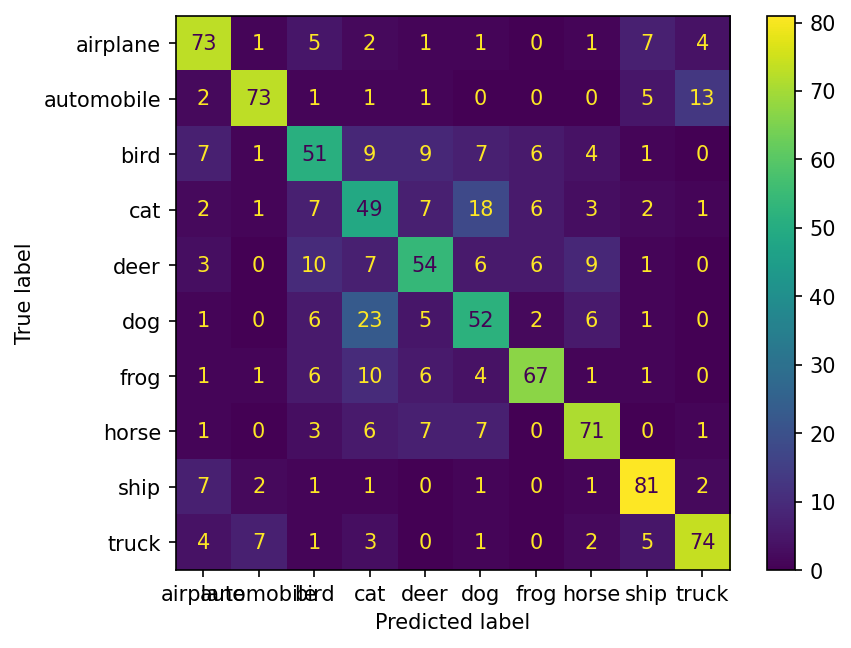 airplane 73 1 5 2 1 1 0 1 7 4 80
automobile 2 73 1 1 1 0 0 0 5 13 70
bird 7 1 51 9 9 7 6 4 1 0 60
cat 2 1 7 49 7 18 6 3 2 1 50
deer 3 0 10 7 54 6 6 9 1 0 40
True label
dog 1 0 6 23 5 52 2 6 1 0 30
frog 1 1 6 10 6 4 67 1 1 0
horse 1 0 3 6 7 7 0 71 0 1 20
ship 7 2 1 1 0 1 0 1 81 2 10
truck 4 7 1 3 0 1 0 2 5 74 0
airplane automobile bird cat deer dog frog horse ship truck
Predicted label